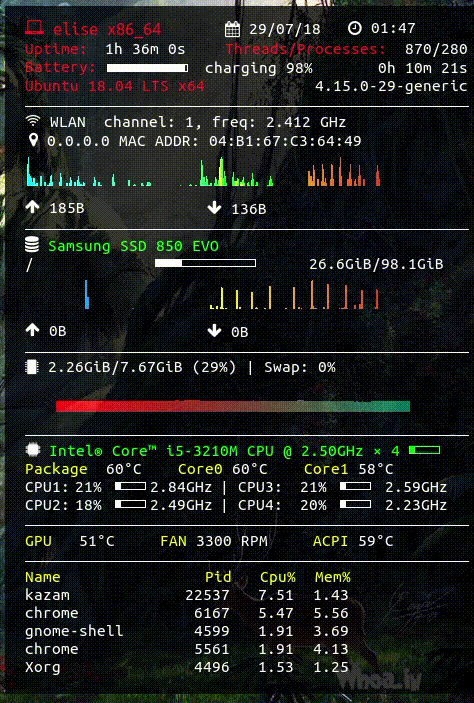 elise x86_64 29/07/18 01:47
Uptime: 1h 36m 0s Threads/Processes: 870/280
Battery: charging 98% 0h 10m 21s
Ubuntu 18.04 LTS x64 4.15.0-29-generic
WLAN channel: 1, freq: 2.412 GHz
0.0.0.0 MAC ADDR: 04:B1:67:C3:64:49
185B 136B
Samsung SSD 850 EVO
/ 26.6GiB/98.1GiB
0B 0B
2.26GiB/7.67GiB (29%) | Swap: 0%
Intel® Core™ i5-3210M CPU @ 2.50GHz × 4
Package 60°C Core0 60°C Core1 58°C
CPU1: 21% 2.84GHz | CPU3: 21% 2.59GHz
CPU2: 18% 2.49GHz | CPU4: 20% 2.23GHz
GPU 51°C FAN 3300 RPM ACPI 59°C
Name Pid Cpu% Mem%
kazam 22537 7.51 1.43
chrome 6167 5.47 5.56
gnome-shell 4599 1.91 3.69
chrome 5561 1.91 4.13
Xorg 4496 1.53 1.25